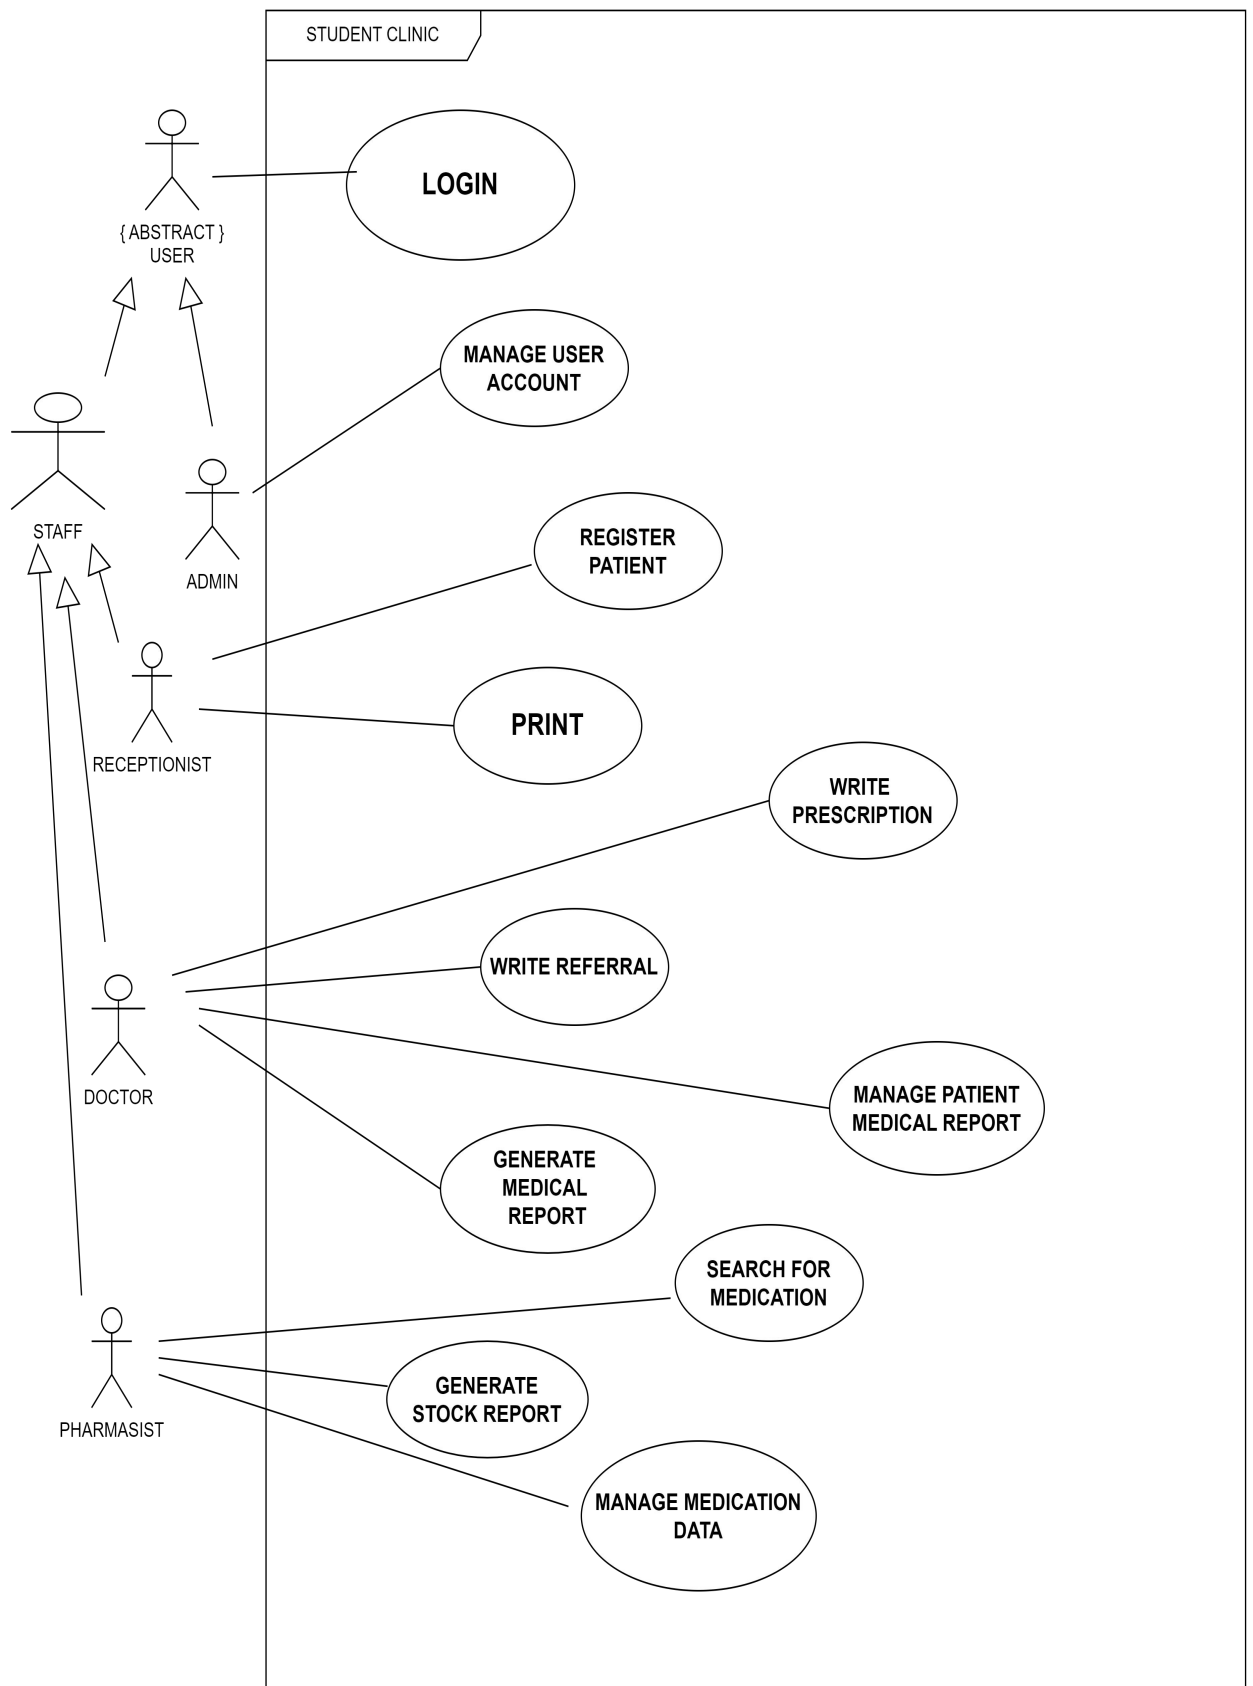 STUDENT CLINIC
LOGIN
{ ABSTRACT }
USER
MANAGE USER
ACCOUNT
STAFF
ADMIN
REGISTER
PATIENT
PRINT
RECEPTIONIST
WRITE
PRESCRIPTION
WRITE REFERRAL
DOCTOR
MANAGE PATIENT
MEDICAL REPORT
GENERATE
MEDICAL
REPORT
SEARCH FOR
MEDICATION
GENERATE
STOCK REPORT
PHARMASIST
MANAGE MEDICATION
DATA